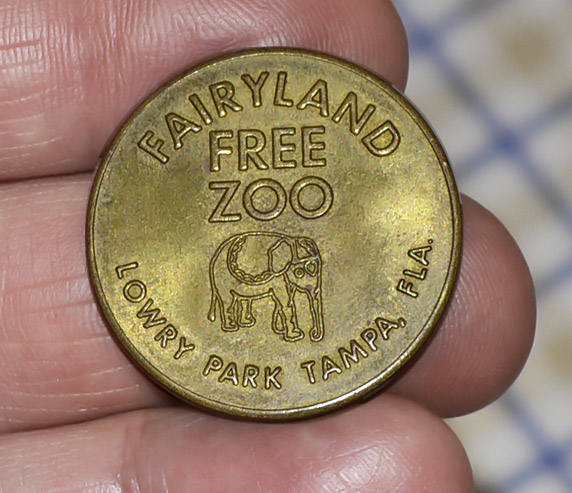 FAIRYLAND
FREE
ZOO
LOWRY PARK TAMPA, FLA.